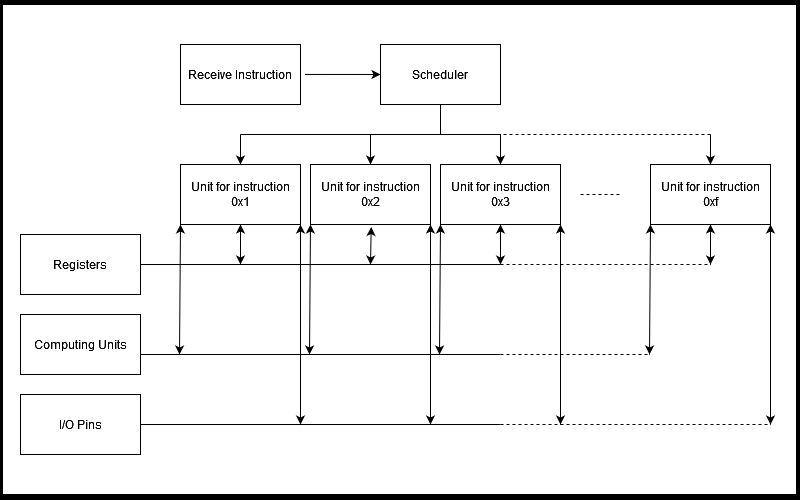 Receive Instruction
Scheduler
Unit for instruction
0x1
Unit for instruction
0x2
Unit for instruction
0x3
Unit for instruction
0xf
Registers
Computing Units
I/O Pins